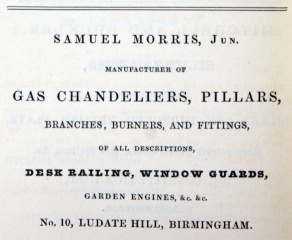 SAMUEL MORRIS, JUN.
MANUFACTURER OF
GAS CHANDELIERS, PILLARS,
BRANCHES, BURNERS, AND FITTINGS,
OF ALL DESCRIPTIONS,
DESK RAILING, WINDOW GUARDS,
GARDEN ENGINES, &c. &c.
No. 10, LUDATE HILL, BIRMINGHAM.